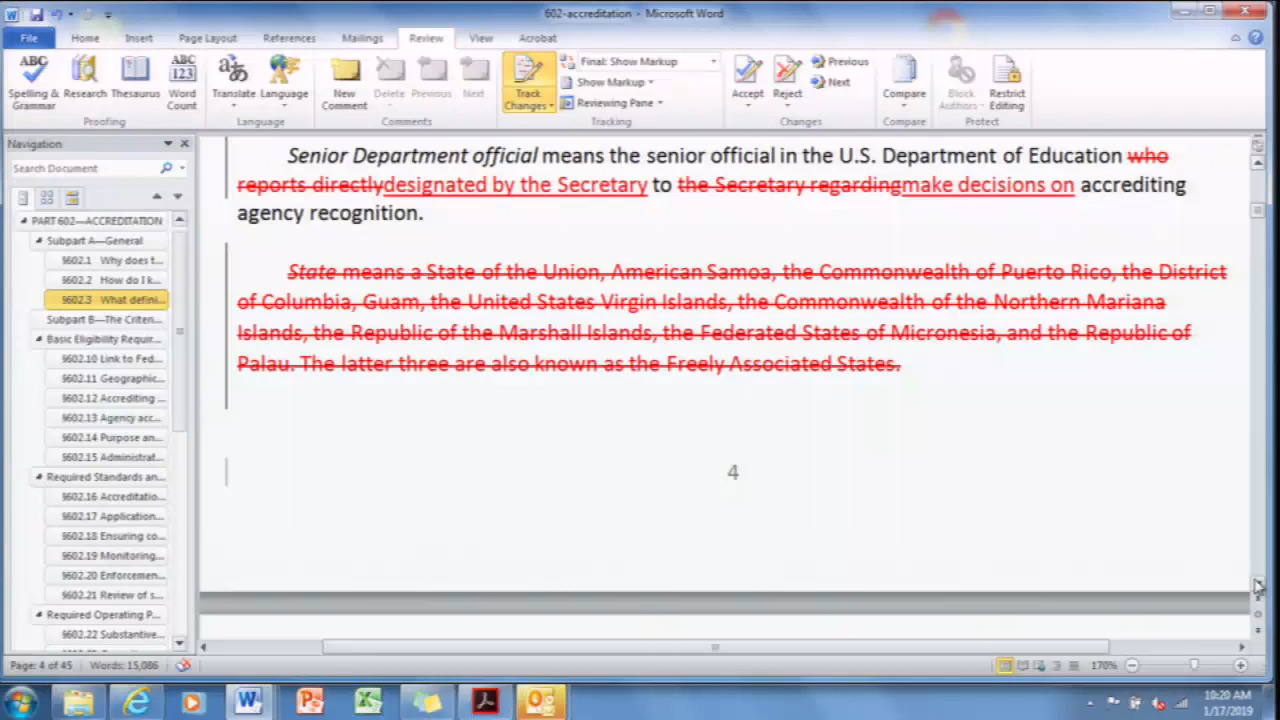 602-accreditation - Microsoft Word
File Home Insert Page Layout References Mailings Review View Acrobat
ABC Spelling & Grammar
Research
Thesaurus
ABC 123 Word Count
Translate
Language
New Comment
Delete
Previous
Next
Track Changes
Final: Show Markup
Show Markup
Reviewing Pane
Accept
Reject
Previous
Next
Compare
Block Authors
Restrict Editing
Proofing Language Comments Tracking Changes Compare Protect
Navigation
Search Document
PART 602—ACCREDITATION
Subpart A—General
§602.1 Why does t...
§602.2 How do I k...
§602.3 What defini...
Subpart B—The Criten...
Basic Eligibility Requir...
§602.10 Link to Fed...
§602.11 Geographic...
§602.12 Accrediting ...
§602.13 Agency acc...
§602.14 Purpose an...
§602.15 Administrat...
Required Standards an...
§602.16 Accreditatio...
§602.17 Application...
§602.18 Ensuring co...
§602.19 Monitoring...
§602.20 Enforcemen...
§602.21 Review of s...
Required Operating P...
§602.22 Substantive...
Senior Department official means the senior official in the U.S. Department of Education who
reports directlydesignated by the Secretary to the Secretary regardingmake decisions on accrediting
agency recognition.
State means a State of the Union, American Samoa, the Commonwealth of Puerto Rico, the District
of Columbia, Guam, the United States Virgin Islands, the Commonwealth of the Northern Mariana
Islands, the Republic of the Marshall Islands, the Federated States of Micronesia, and the Republic of
Palau. The latter three are also known as the Freely Associated States.
4
Page: 4 of 45 Words: 15,086 170%
10:20 AM
1/17/2019